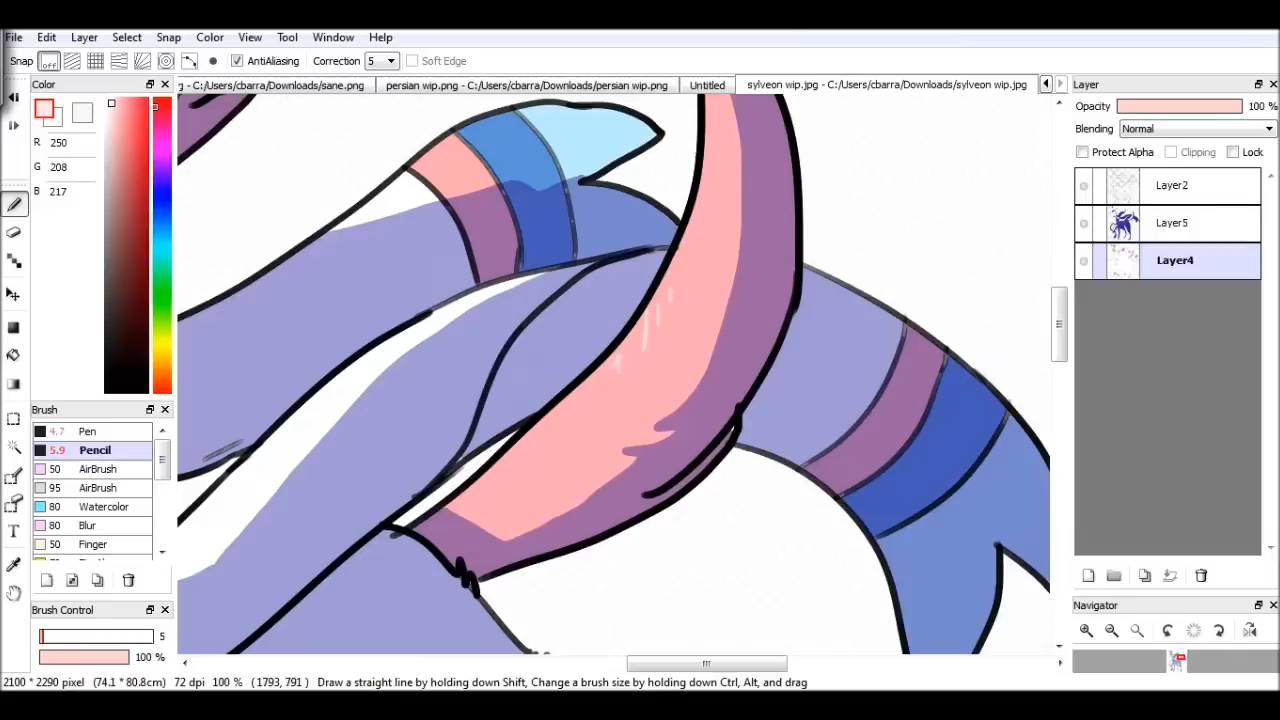 File Edit Layer Select Snap Color View Tool Window Help
Snap off AntiAliasing Correction 5 Soft Edge
Color
g - C:/Users/cbarra/Downloads/sane.png persian wip.png - C:/Users/cbarra/Downloads/persian wip.png Untitled sylveon wip.jpg - C:/Users/cbarra/Downloads/sylveon wip.jpg
Layer
Opacity 100 %
Blending Normal
Protect Alpha Clipping Lock
R 250
G 208
B 217
Layer2
Layer5
Layer4
Brush
4.7 Pen
5.9 Pencil
50 AirBrush
95 AirBrush
80 Watercolor
80 Blur
50 Finger
Brush Control
5
100 %
Navigator
2100 * 2290 pixel (74.1 * 80.8cm) 72 dpi 100 % ( 1793, 791 ) Draw a straight line by holding down Shift, Change a brush size by holding down Ctrl, Alt, and drag